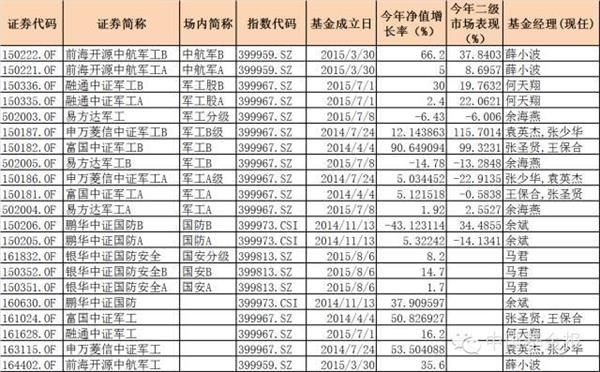 证券代码 证券简称 场内简称 指数代码 基金成立日 今年净值增长率(%) 今年二级市场表现(%) 基金经理(现任)
150222.OF 前海开源中航军工B 中航军B 399959.SZ 2015/3/30 66.2 37.8403 薛小波
150221.OF 前海开源中航军工A 中航军A 399959.SZ 2015/3/30 5 8.6957 薛小波
150336.OF 融通中证军工B 军工股B 399967.SZ 2015/7/1 30 19.7632 何天翔
150335.OF 融通中证军工A 军工股A 399967.SZ 2015/7/1 2.4 22.0621 何天翔
502003.OF 易方达军工 军工分级 399967.SZ 2015/7/8 -6.43 -6.006 余海燕
150187.OF 申万菱信中证军工B 军工B级 399967.SZ 2014/7/24 12.143863 115.7014 袁英杰,张少华
150182.OF 富国中证军工B 军工B 399967.SZ 2014/4/4 90.649094 99.3231 张圣贤,王保合
502005.OF 易方达军工B 军工B 399967.SZ 2015/7/8 -14.78 -13.2848 余海燕
150186.OF 申万菱信中证军工A 军工A级 399967.SZ 2014/7/24 5.034452 -22.9135 张少华,袁英杰
150181.OF 富国中证军工A 军工A 399967.SZ 2014/4/4 5.121518 -0.5838 王保合,张圣贤
502004.OF 易方达军工A 军工A 399967.SZ 2015/7/8 1.92 2.5527 余海燕
150206.OF 鹏华中证国防B 国防B 399973.CSI 2014/11/13 -43.123114 34.4855 余斌
150205.OF 鹏华中证国防A 国防A 399973.CSI 2014/11/13 5.32242 -14.1341 余斌
161832.OF 银华中证国防安全 国安分级 399813.SZ 2015/8/6 8.2 马君
150352.OF 银华中证国防安全B 国安B 399813.SZ 2015/8/6 14.7 马君
150351.OF 银华中证国防安全A 国安A 399813.SZ 2015/8/6 1.7 马君
160630.OF 鹏华中证国防 399973.CSI 2014/11/13 37.909597 余斌
161024.OF 富国中证军工 399967.SZ 2014/4/4 50.826927 张圣贤,王保合
161628.OF 融通中证军工 399967.SZ 2015/7/1 16.2 何天翔
163115.OF 申万菱信中证军工 399967.SZ 2014/7/24 53.504088 袁英杰,张少华
164402.OF 前海开源中航军工 399959.SZ 2015/3/30 35.6 薛小波